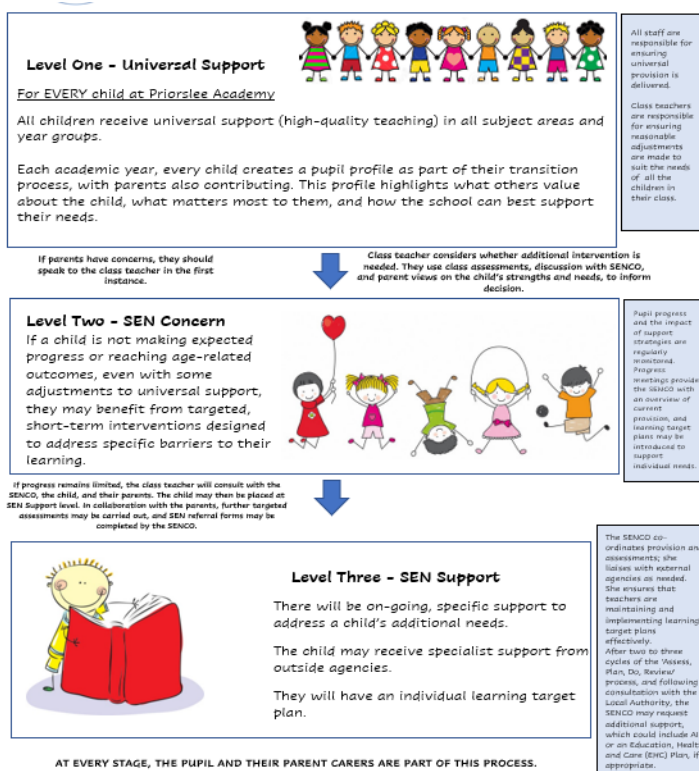 Level One - Universal Support
For EVERY child at Priorslee Academy
All children receive universal support (high-quality teaching) in all subject areas and
year groups.
Each academic year, every child creates a pupil profile as part of their transition
process, with parents also contributing. This profile highlights what others value
about the child, what matters most to them, and how the school can best support
their needs.
All staff are
responsible for
ensuring
universal
provision is
delivered.
Class teachers
are responsible
for ensuring
reasonable
adjustments
are made to
suit the needs
of all the
children in
their class.
If parents have concerns, they should
speak to the class teacher in the first
instance.
Class teacher considers whether additional intervention is
needed. They use class assessments, discussion with SENCO,
and parent views on the child's strengths and needs, to inform
decision.
Level Two - SEN Concern
If a child is not making expected
progress or reaching age-related
outcomes, even with some
adjustments to universal support,
they may benefit from targeted,
short-term interventions designed
to address specific barriers to their
learning.
Pupil progress
and the impact
of support
strategies are
regularly
monitored.
Progress
meetings provide
the SENCO with
an overview of
current
provision, and
learning target
plans may be
introduced to
support
individual needs.
If progress remains limited, the class teacher will consult with the
SENCO, the child, and their parents. The child may then be placed at
SEN Support level. In collaboration with the parents, further targeted
assessments may be carried out, and SEN referral forms may be
completed by the SENCO.
Level Three - SEN Support
There will be on-going, specific support to
address a child's additional needs.
The child may receive specialist support from
outside agencies.
They will have an individual learning target
plan.
The SENCO co-
ordinates provision and
assessments; she
liaises with external
agencies as needed.
She ensures that
teachers are
maintaining and
implementing learning
target plans
effectively.
After two to three
cycles of the 'Assess,
Plan, Do, Review'
process, and following
consultation with the
Local Authority, the
SENCO may request
additional support,
which could include AI
or an Education, Health
and Care (EHC) Plan, if
appropriate.
AT EVERY STAGE, THE PUPIL AND THEIR PARENT CARERS ARE PART OF THIS PROCESS.